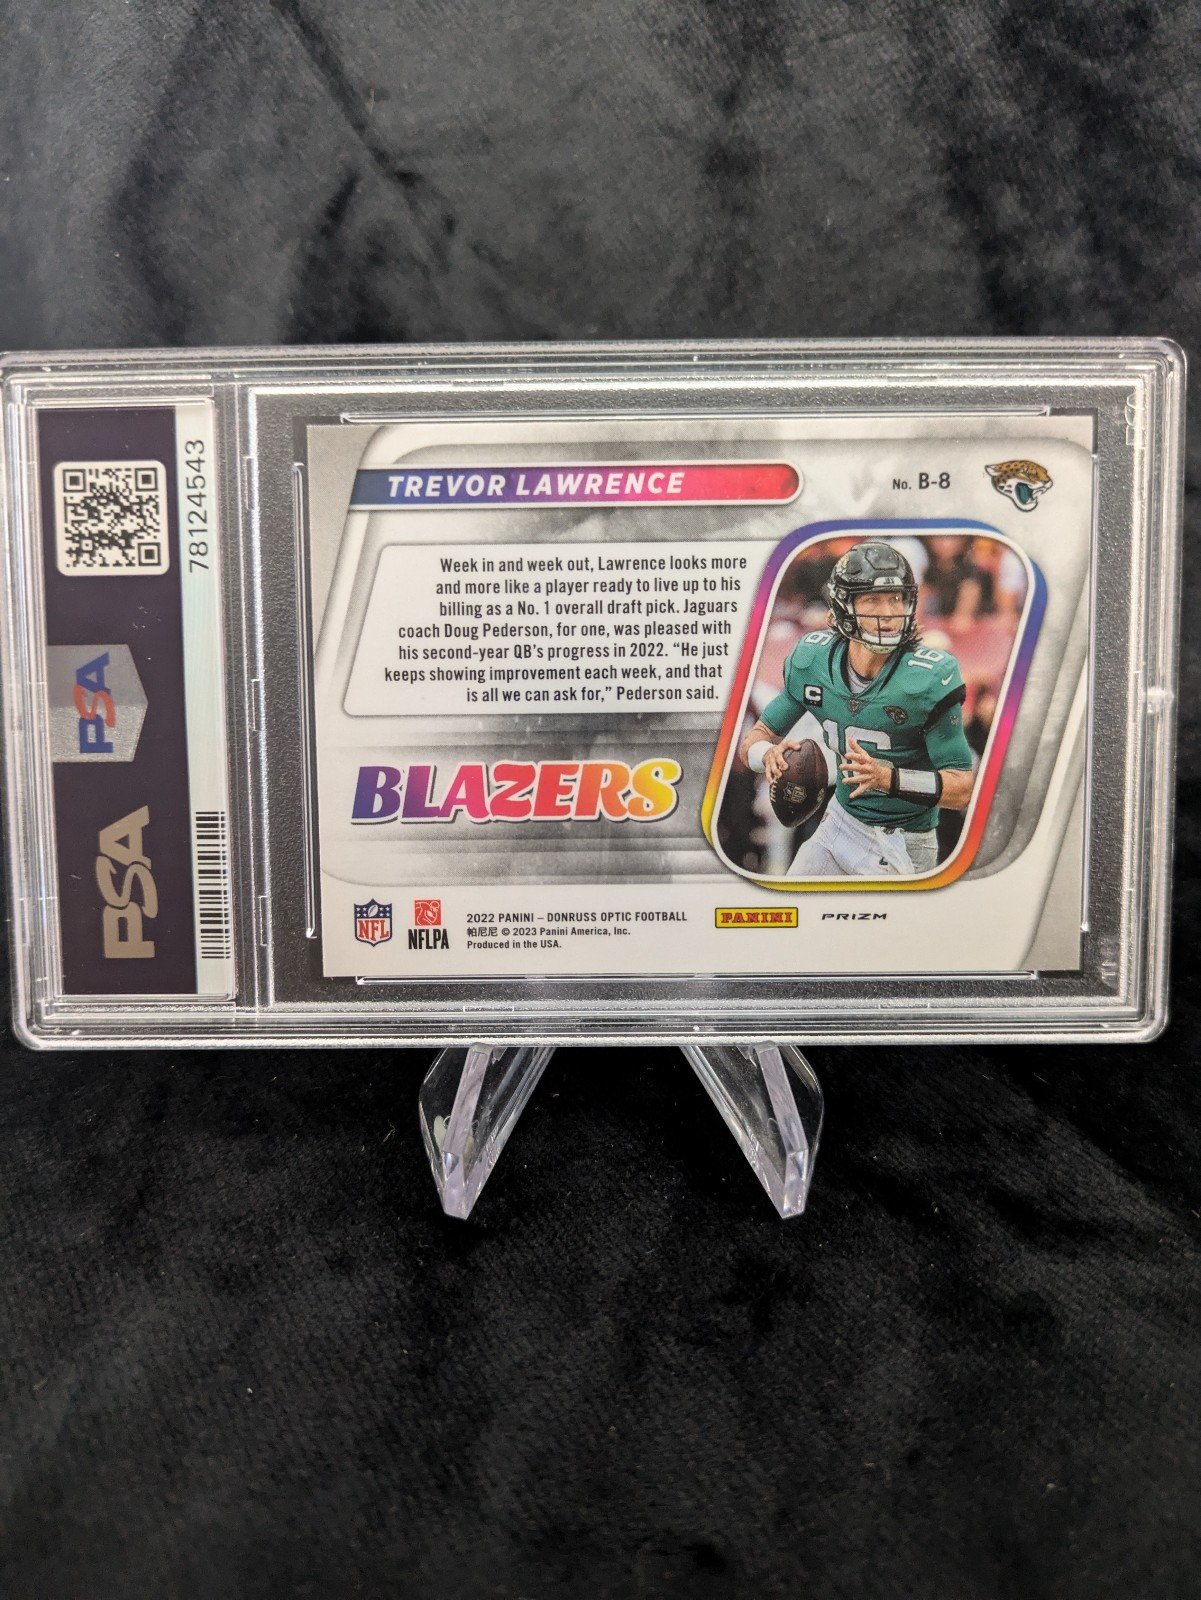 78124543
PSA
PSA
TREVOR LAWRENCE
No. B-8
Week in and week out, Lawrence looks more
and more like a player ready to live up to his
billing as a No. 1 overall draft pick. Jaguars
coach Doug Pederson, for one, was pleased with
his second-year QB's progress in 2022. “He just
keeps showing improvement each week, and that
is all we can ask for,” Pederson said.
16
16
C
16
BLAZERS
NFL
NFLPA
2022 PANINI – DONRUSS OPTIC FOOTBALL
帕尼尼 © 2023 Panini America, Inc.
Produced in the USA.
PANINI
PRIZM